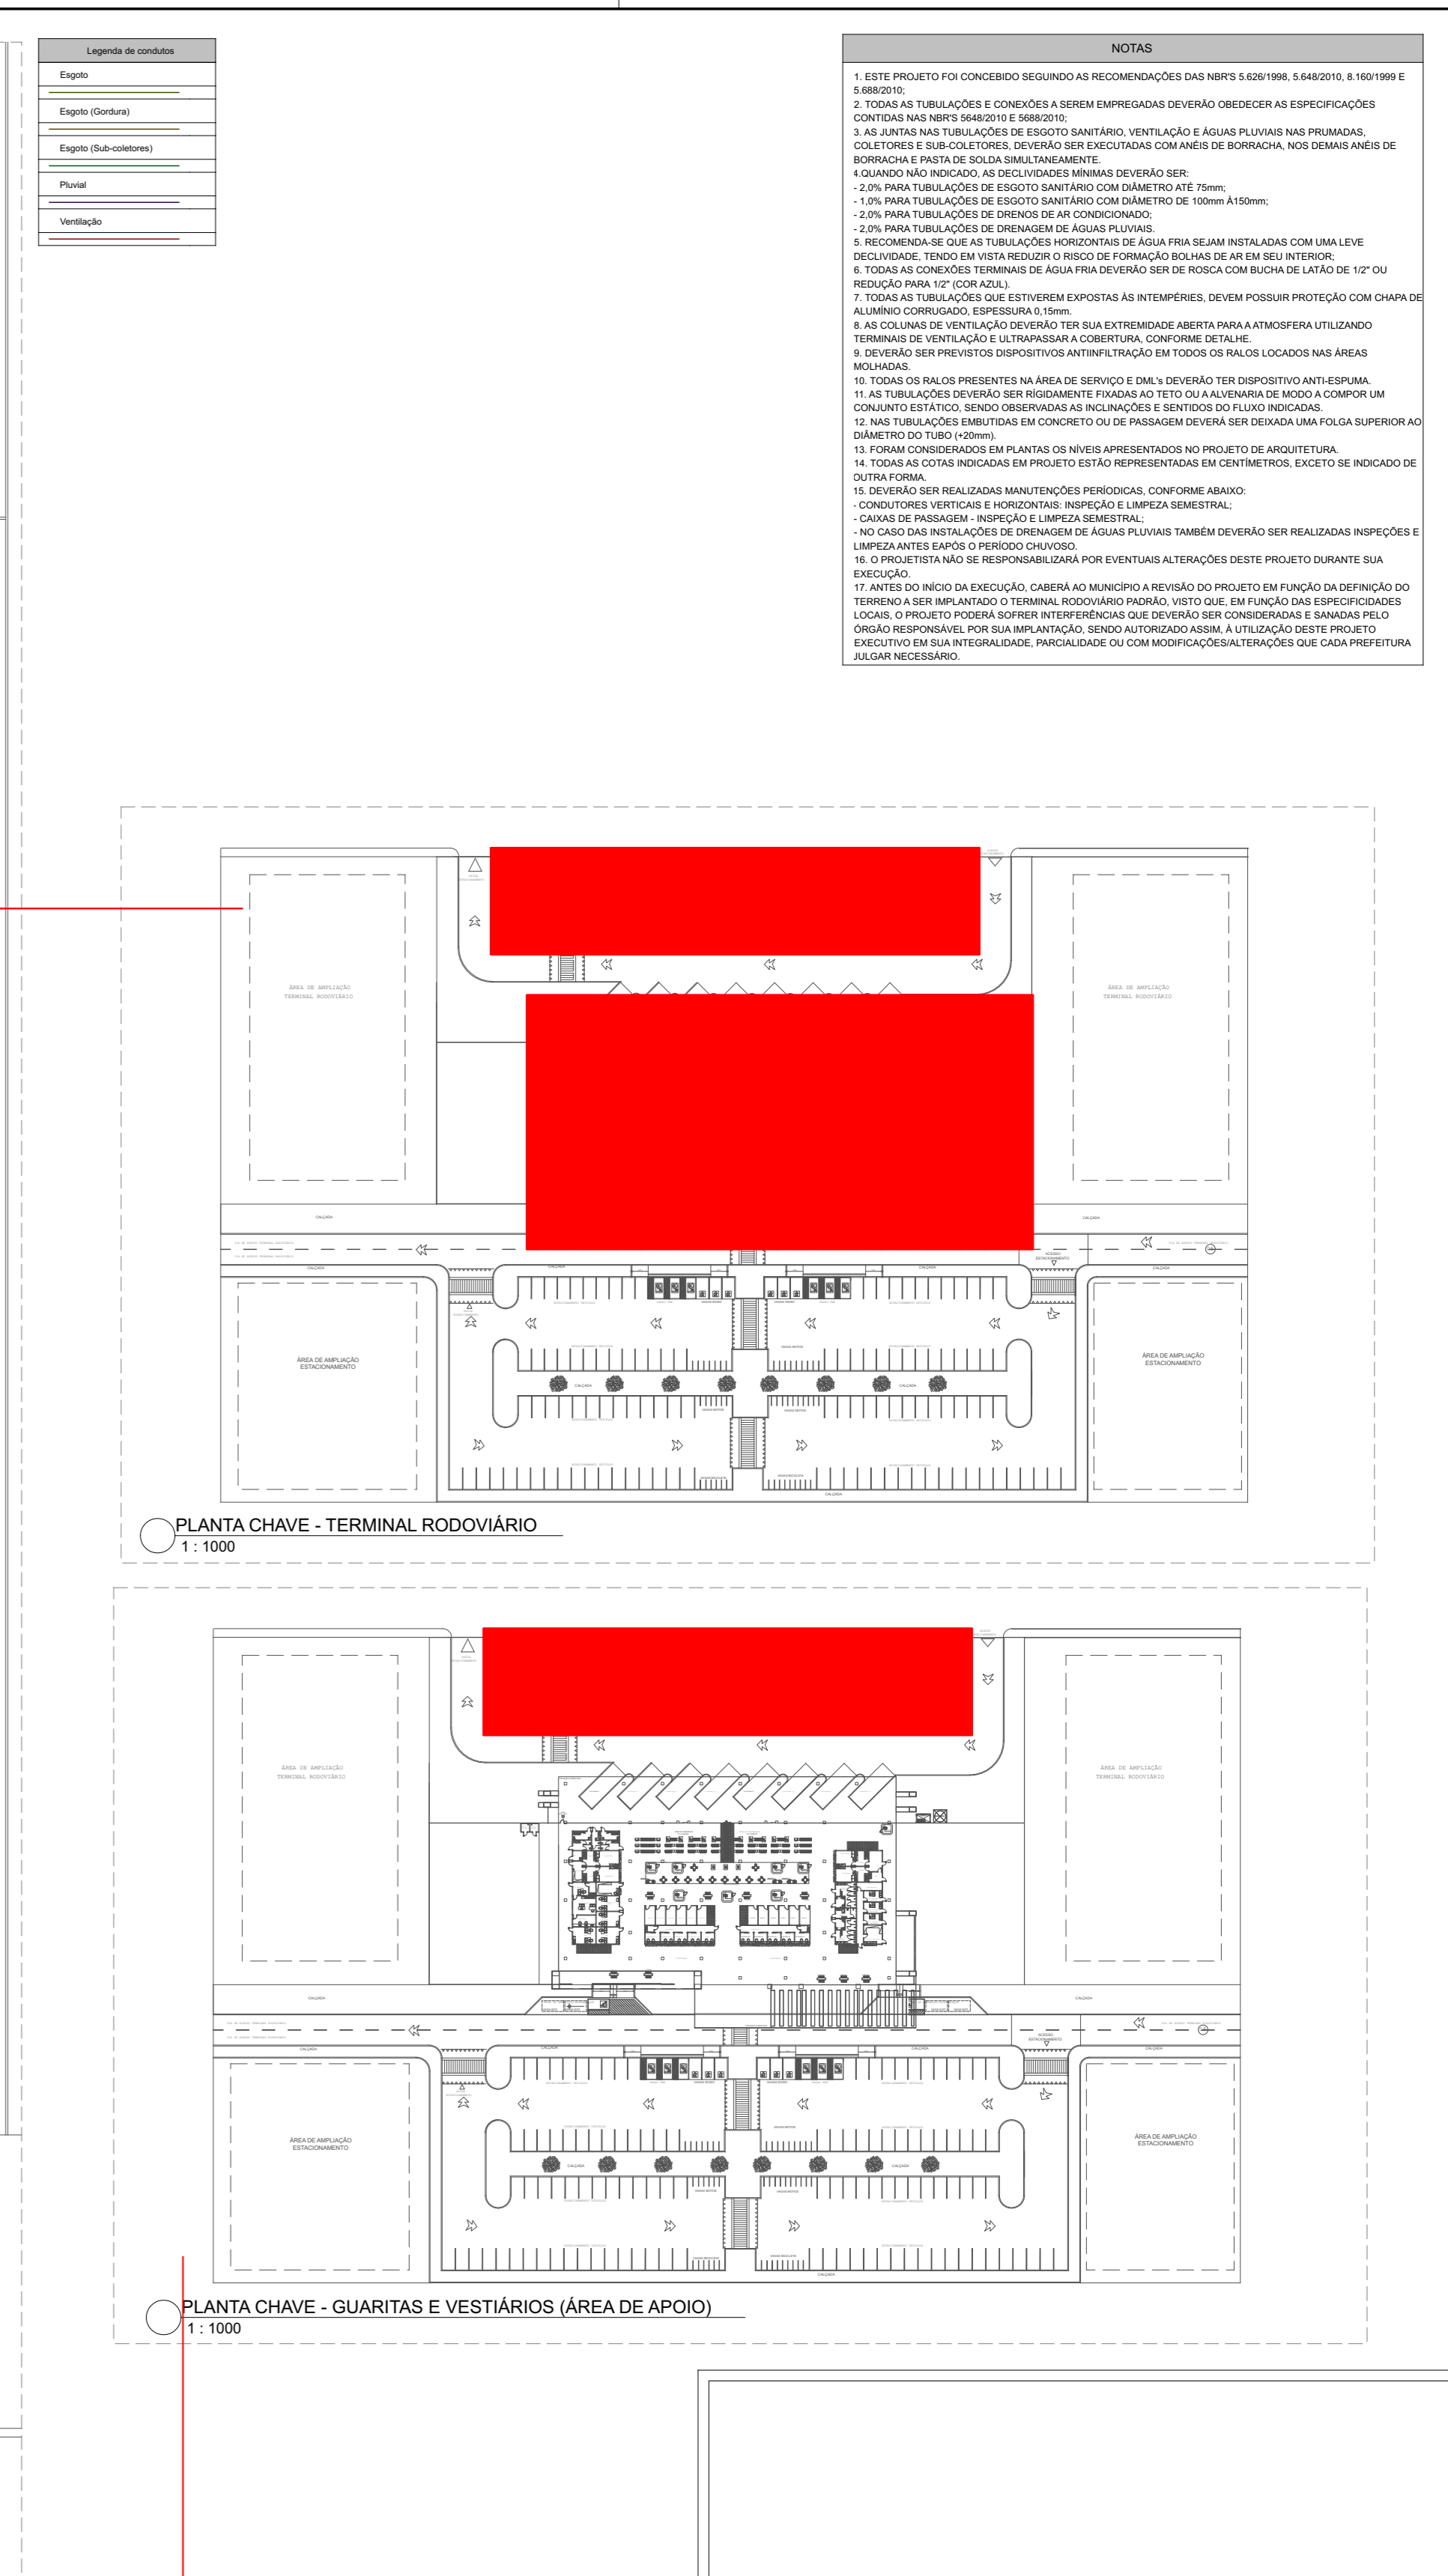 Legenda de condutos
Esgoto
Esgoto (Gordura)
Esgoto (Sub-coletores)
Pluvial
Ventilação
NOTAS
1. ESTE PROJETO FOI CONCEBIDO SEGUINDO AS RECOMENDAÇÕES DAS NBR'S 5.626/1998, 5.648/2010, 8.160/1999 E
5.688/2010;
2. TODAS AS TUBULAÇÕES E CONEXÕES A SEREM EMPREGADAS DEVERÃO OBEDECER AS ESPECIFICAÇÕES
CONTIDAS NAS NBR'S 5648/2010 E 5688/2010;
3. AS JUNTAS NAS TUBULAÇÕES DE ESGOTO SANITÁRIO, VENTILAÇÃO E ÁGUAS PLUVIAIS NAS PRUMADAS,
COLETORES E SUB-COLETORES, DEVERÃO SER EXECUTADAS COM ANÉIS DE BORRACHA, NOS DEMAIS ANÉIS DE
BORRACHA E PASTA DE SOLDA SIMULTANEAMENTE.
4.QUANDO NÃO INDICADO, AS DECLIVIDADES MÍNIMAS DEVERÃO SER:
- 2,0% PARA TUBULAÇÕES DE ESGOTO SANITÁRIO COM DIÂMETRO ATÉ 75mm;
- 1,0% PARA TUBULAÇÕES DE ESGOTO SANITÁRIO COM DIÂMETRO DE 100mm À150mm;
- 2,0% PARA TUBULAÇÕES DE DRENOS DE AR CONDICIONADO;
- 2,0% PARA TUBULAÇÕES DE DRENAGEM DE ÁGUAS PLUVIAIS.
5. RECOMENDA-SE QUE AS TUBULAÇÕES HORIZONTAIS DE ÁGUA FRIA SEJAM INSTALADAS COM UMA LEVE
DECLIVIDADE, TENDO EM VISTA REDUZIR O RISCO DE FORMAÇÃO BOLHAS DE AR EM SEU INTERIOR;
6. TODAS AS CONEXÕES TERMINAIS DE ÁGUA FRIA DEVERÃO SER DE ROSCA COM BUCHA DE LATÃO DE 1/2" OU
REDUÇÃO PARA 1/2" (COR AZUL).
7. TODAS AS TUBULAÇÕES QUE ESTIVEREM EXPOSTAS ÀS INTEMPÉRIES, DEVEM POSSUIR PROTEÇÃO COM CHAPA DE
ALUMÍNIO CORRUGADO, ESPESSURA 0,15mm.
8. AS COLUNAS DE VENTILAÇÃO DEVERÃO TER SUA EXTREMIDADE ABERTA PARA A ATMOSFERA UTILIZANDO
TERMINAIS DE VENTILAÇÃO E ULTRAPASSAR A COBERTURA, CONFORME DETALHE.
9. DEVERÃO SER PREVISTOS DISPOSITIVOS ANTIINFILTRAÇÃO EM TODOS OS RALOS LOCADOS NAS ÁREAS
MOLHADAS.
10. TODAS OS RALOS PRESENTES NA ÁREA DE SERVIÇO E DML's DEVERÃO TER DISPOSITIVO ANTI-ESPUMA.
11. AS TUBULAÇÕES DEVERÃO SER RÍGIDAMENTE FIXADAS AO TETO OU A ALVENARIA DE MODO A COMPOR UM
CONJUNTO ESTÁTICO, SENDO OBSERVADAS AS INCLINAÇÕES E SENTIDOS DO FLUXO INDICADAS.
12. NAS TUBULAÇÕES EMBUTIDAS EM CONCRETO OU DE PASSAGEM DEVERÁ SER DEIXADA UMA FOLGA SUPERIOR AO
DIÂMETRO DO TUBO (+20mm).
13. FORAM CONSIDERADOS EM PLANTAS OS NÍVEIS APRESENTADOS NO PROJETO DE ARQUITETURA.
14. TODAS AS COTAS INDICADAS EM PROJETO ESTÃO REPRESENTADAS EM CENTÍMETROS, EXCETO SE INDICADO DE
OUTRA FORMA.
15. DEVERÃO SER REALIZADAS MANUTENÇÕES PERÍODICAS, CONFORME ABAIXO:
- CONDUTORES VERTICAIS E HORIZONTAIS: INSPEÇÃO E LIMPEZA SEMESTRAL;
- CAIXAS DE PASSAGEM - INSPEÇÃO E LIMPEZA SEMESTRAL;
- NO CASO DAS INSTALAÇÕES DE DRENAGEM DE ÁGUAS PLUVIAIS TAMBÉM DEVERÃO SER REALIZADAS INSPEÇÕES E
LIMPEZA ANTES EAPÓS O PERÍODO CHUVOSO.
16. O PROJETISTA NÃO SE RESPONSABILIZARÁ POR EVENTUAIS ALTERAÇÕES DESTE PROJETO DURANTE SUA
EXECUÇÃO.
17. ANTES DO INÍCIO DA EXECUÇÃO, CABERÁ AO MUNICÍPIO A REVISÃO DO PROJETO EM FUNÇÃO DA DEFINIÇÃO DO
TERRENO A SER IMPLANTADO O TERMINAL RODOVIÁRIO PADRÃO, VISTO QUE, EM FUNÇÃO DAS ESPECIFICIDADES
LOCAIS, O PROJETO PODERÁ SOFRER INTERFERÊNCIAS QUE DEVERÃO SER CONSIDERADAS E SANADAS PELO
ÓRGÃO RESPONSÁVEL POR SUA IMPLANTAÇÃO, SENDO AUTORIZADO ASSIM, À UTILIZAÇÃO DESTE PROJETO
EXECUTIVO EM SUA INTEGRALIDADE, PARCIALIDADE OU COM MODIFICAÇÕES/ALTERAÇÕES QUE CADA PREFEITURA
JULGAR NECESSÁRIO.
ÁREA DE AMPLIAÇÃO
TERMINAL RODOVIÁRIO
ÁREA DE AMPLIAÇÃO
TERMINAL RODOVIÁRIO
CALÇADA
CALÇADA
ACESSO
ESTACIONAMENTO
CALÇADA
CALÇADA
CALÇADA
CALÇADA
ÁREA DE AMPLIAÇÃO
ESTACIONAMENTO
ÁREA DE AMPLIAÇÃO
ESTACIONAMENTO
CALÇADA
CALÇADA
CALÇADA
PLANTA CHAVE - TERMINAL RODOVIÁRIO
1 : 1000
ÁREA DE AMPLIAÇÃO
TERMINAL RODOVIÁRIO
ÁREA DE AMPLIAÇÃO
TERMINAL RODOVIÁRIO
CALÇADA
CALÇADA
ACESSO
ESTACIONAMENTO
CALÇADA
CALÇADA
CALÇADA
CALÇADA
ÁREA DE AMPLIAÇÃO
ESTACIONAMENTO
ÁREA DE AMPLIAÇÃO
ESTACIONAMENTO
CALÇADA
CALÇADA
CALÇADA
PLANTA CHAVE - GUARITAS E VESTIÁRIOS (ÁREA DE APOIO)
1 : 1000